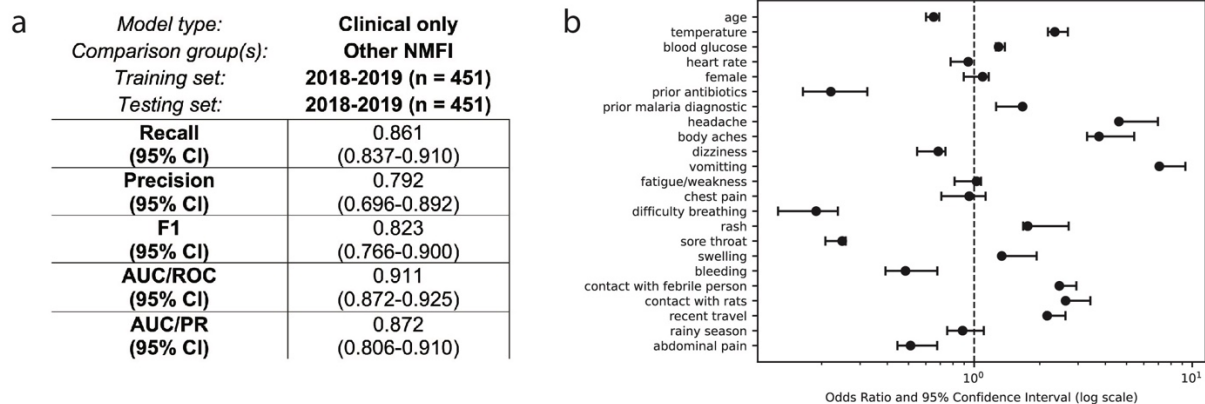 a
Model type: Clinical only
Comparison group(s): Other NMFI
Training set: 2018-2019 (n = 451)
Testing set: 2018-2019 (n = 451)
Recall 0.861
(95% CI) (0.837-0.910)
Precision 0.792
(95% CI) (0.696-0.892)
F1 0.823
(95% CI) (0.766-0.900)
AUC/ROC 0.911
(95% CI) (0.872-0.925)
AUC/PR 0.872
(95% CI) (0.806-0.910)
b
age
temperature
blood glucose
heart rate
female
prior antibiotics
prior malaria diagnostic
headache
body aches
dizziness
vomitting
fatigue/weakness
chest pain
difficulty breathing
rash
sore throat
swelling
bleeding
contact with febrile person
contact with rats
recent travel
rainy season
abdominal pain
10⁰ 10¹
Odds Ratio and 95% Confidence Interval (log scale)